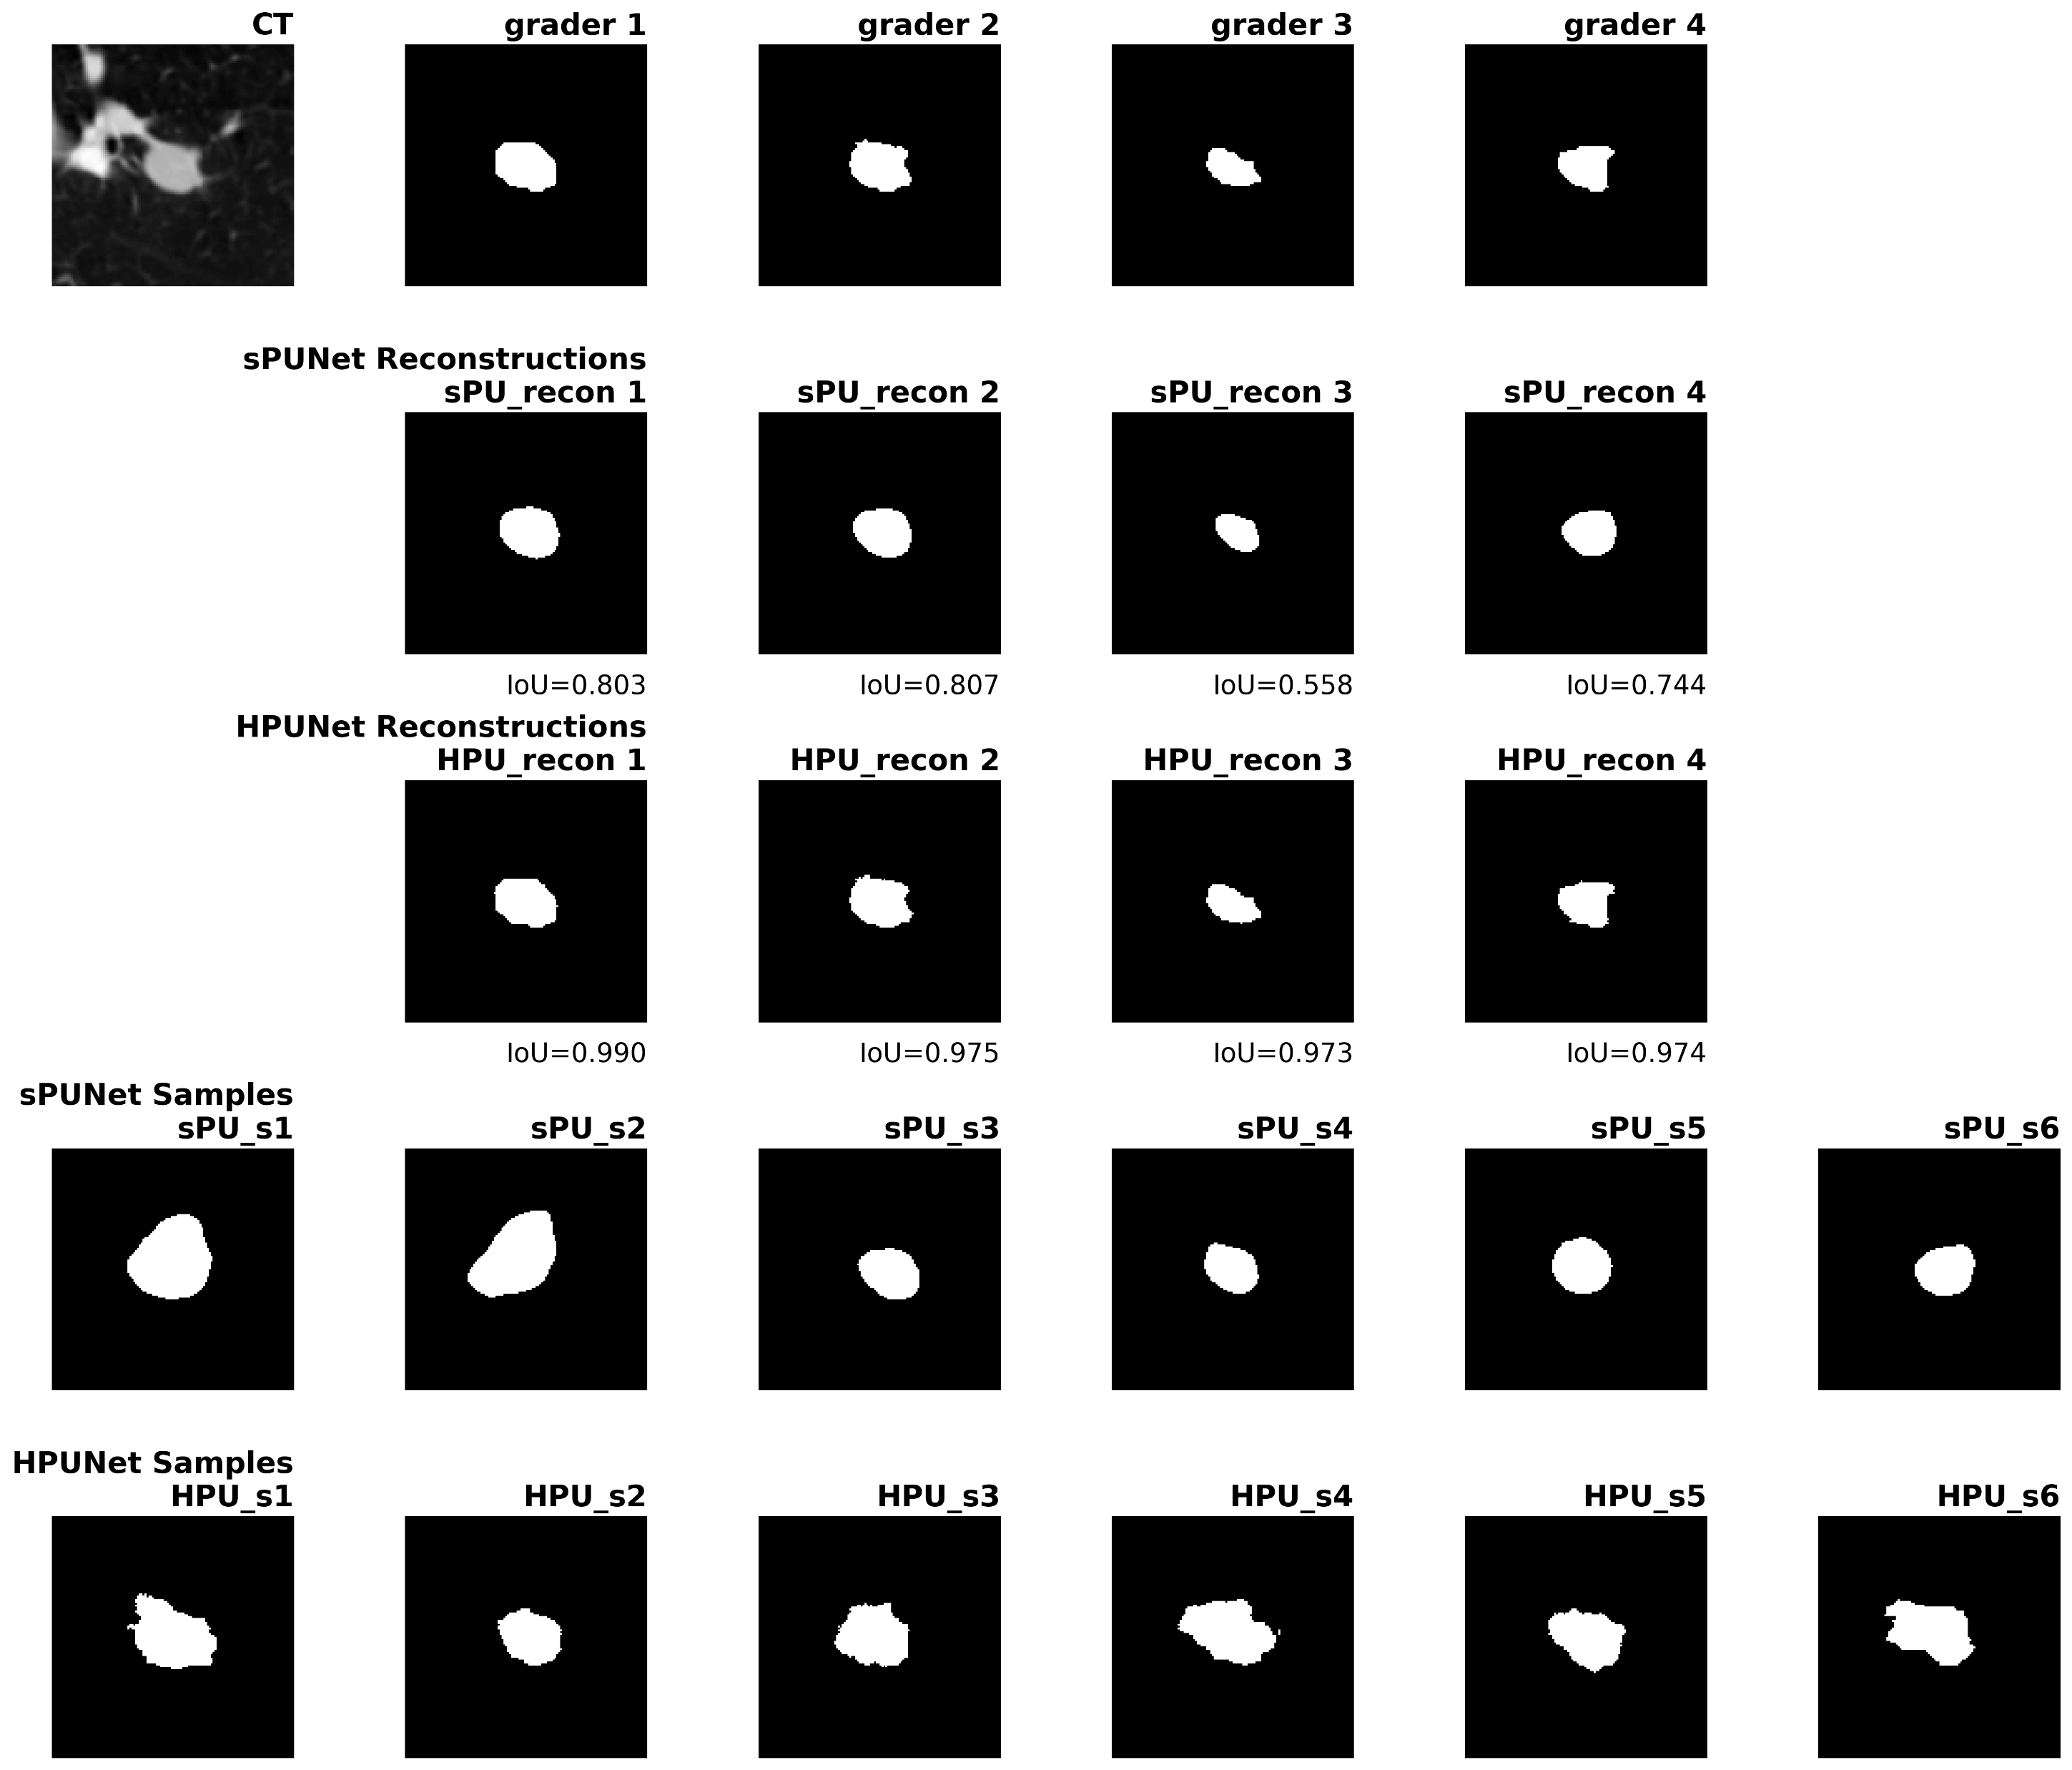 CT
grader 1
grader 2
grader 3
grader 4
sPUNet Reconstructions
sPU_recon 1
sPU_recon 2
sPU_recon 3
sPU_recon 4
IoU=0.803
IoU=0.807
IoU=0.558
IoU=0.744
HPUNet Reconstructions
HPU_recon 1
HPU_recon 2
HPU_recon 3
HPU_recon 4
IoU=0.990
IoU=0.975
IoU=0.973
IoU=0.974
sPUNet Samples
sPU_s1
sPU_s2
sPU_s3
sPU_s4
sPU_s5
sPU_s6
HPUNet Samples
HPU_s1
HPU_s2
HPU_s3
HPU_s4
HPU_s5
HPU_s6